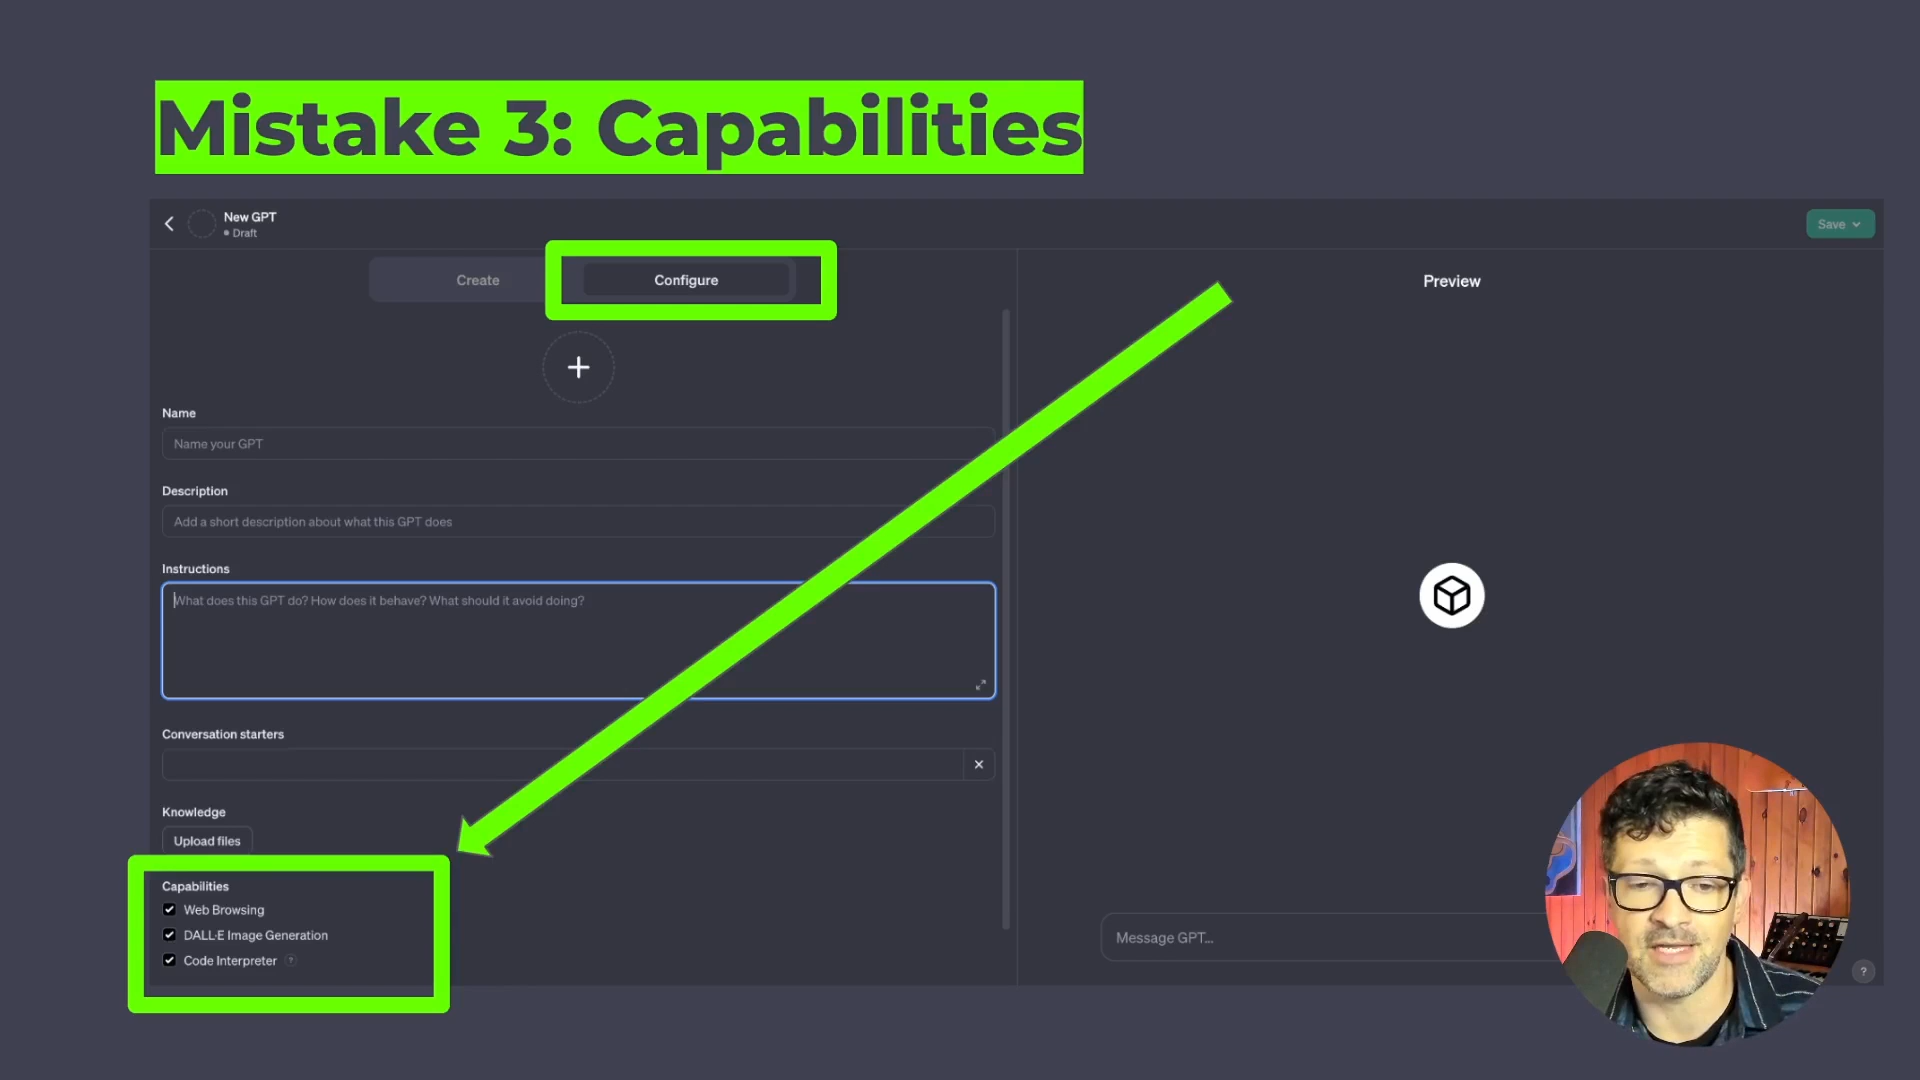 Mistake 3: Capabilities
New GPT
Draft
Save
Create
Configure
Preview
Name
Name your GPT
Description
Add a short description about what this GPT does
Instructions
What does this GPT do? How does it behave? What should it avoid doing?
Conversation starters
Knowledge
Upload files
Capabilities
Web Browsing
DALL·E Image Generation
Code Interpreter ?
Message GPT...
?